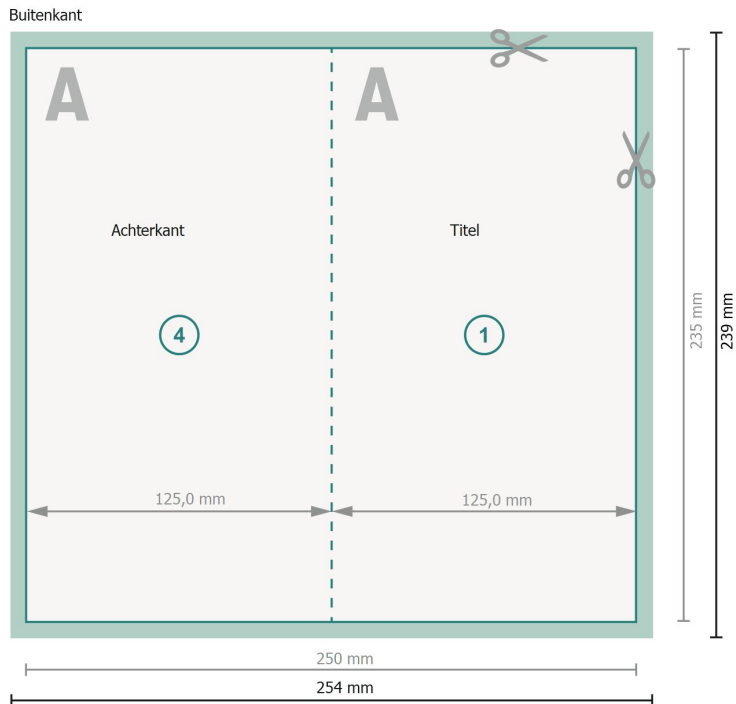 Buitenkant
A
A
Achterkant
Titel
4
1
125,0 mm
125,0 mm
235 mm
239 mm
250 mm
254 mm